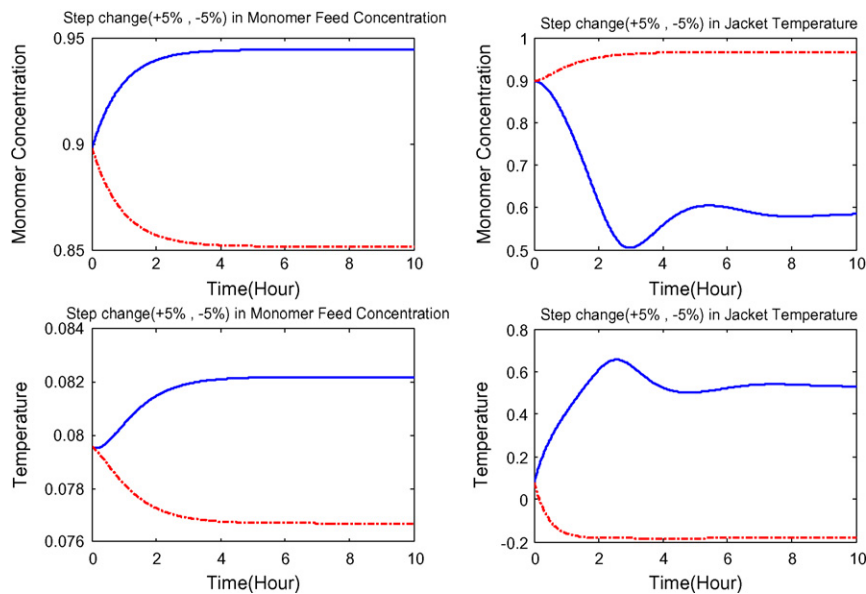 Step change(+5% , -5%) in Monomer Feed Concentration
0.95
0.9
0.85
Monomer Concentration
0 2 4 6 8 10
Time(Hour)
Step change(+5% , -5%) in Jacket Temperature
1
0.9
0.8
0.7
0.6
0.5
Monomer Concentration
0 2 4 6 8 10
Time(Hour)
Step change(+5% , -5%) in Monomer Feed Concentration
0.084
0.082
0.08
0.078
0.076
Temperature
0 2 4 6 8 10
Time(Hour)
Step change(+5% , -5%) in Jacket Temperature
0.8
0.6
0.4
0.2
0
-0.2
Temperature
0 2 4 6 8 10
Time(Hour)